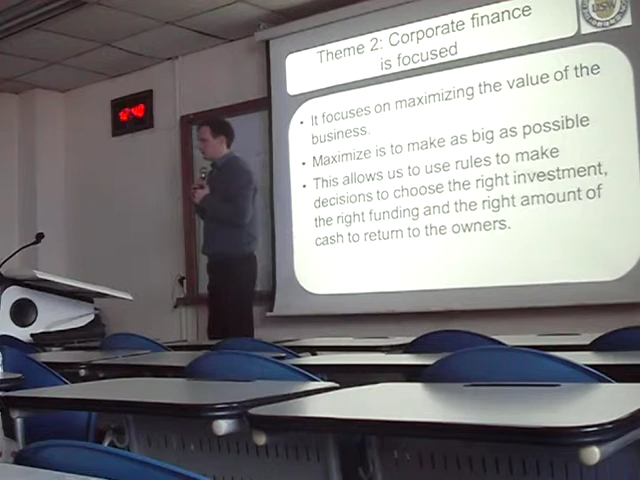 Theme 2: Corporate finance
is focused
• It focuses on maximizing the value of the
business.
• Maximize is to make as big as possible
• This allows us to use rules to make
decisions to choose the right investment,
the right funding and the right amount of
cash to return to the owners.